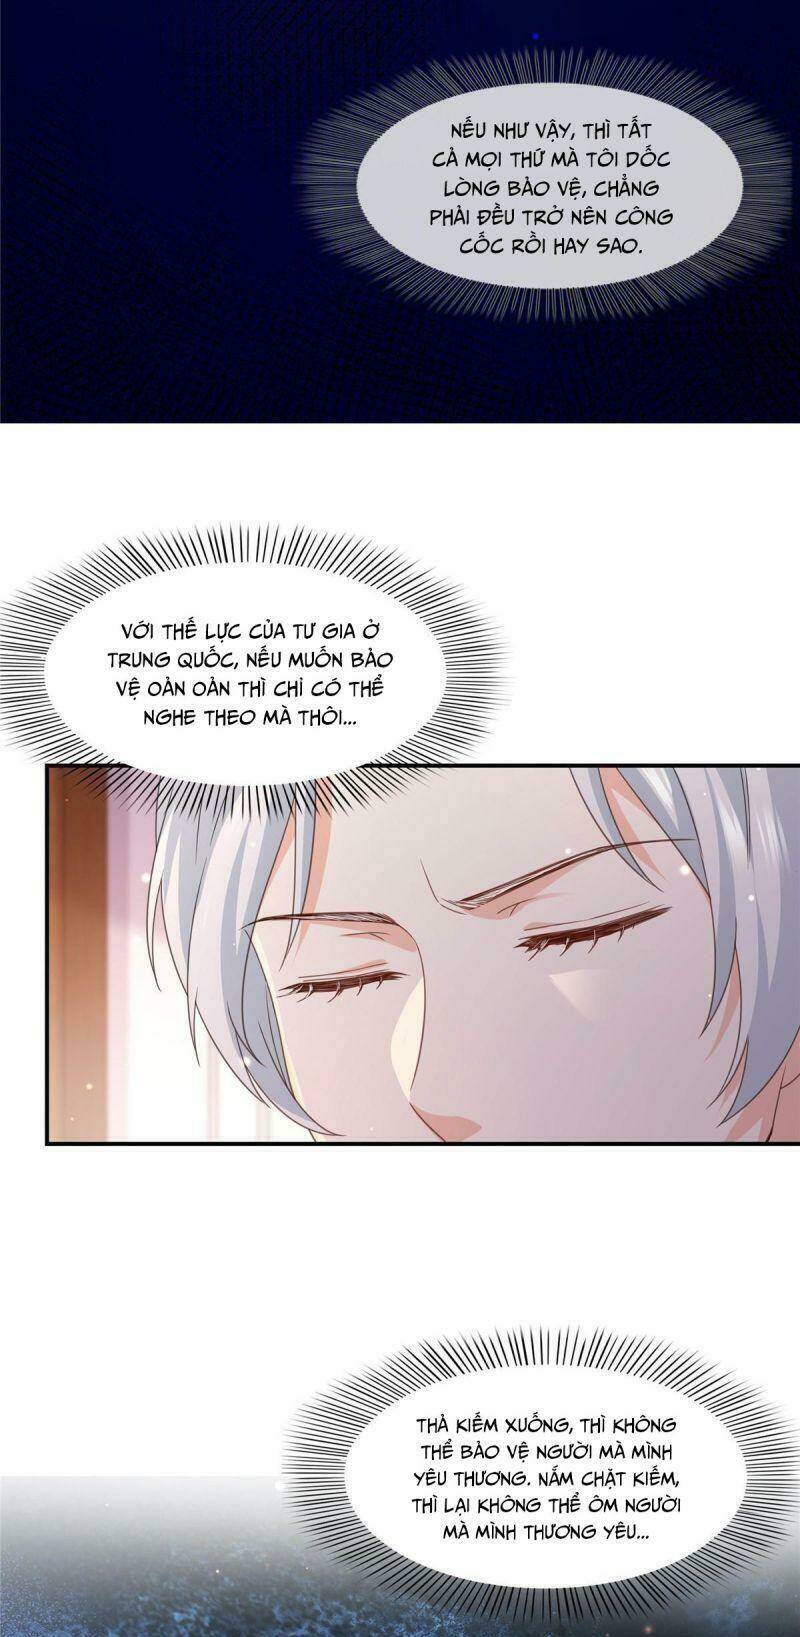 NẾU NHƯ VẬY, THÌ TẤT
CẢ MỌI THỨ MÀ TÔI DỐC
LÒNG BẢO VỆ, CHẲNG
PHẢI ĐỀU TRỞ NÊN CÔNG
CỐC RỒI HAY SAO.
VỚI THẾ LỰC CỦA TƯ GIA Ở
TRUNG QUỐC, NẾU MUỐN BẢO
VỆ OẢN OẢN THÌ CHỈ CÓ THỂ
NGHE THEO MÀ THÔI...
THẢ KIẾM XUỐNG, THÌ KHÔNG
THỂ BẢO VỆ NGƯỜI MÀ MÌNH
YÊU THƯƠNG. NẮM CHẶT KIẾM,
THÌ LẠI KHÔNG THỂ ÔM NGƯỜI
MÀ MÌNH THƯƠNG YÊU...